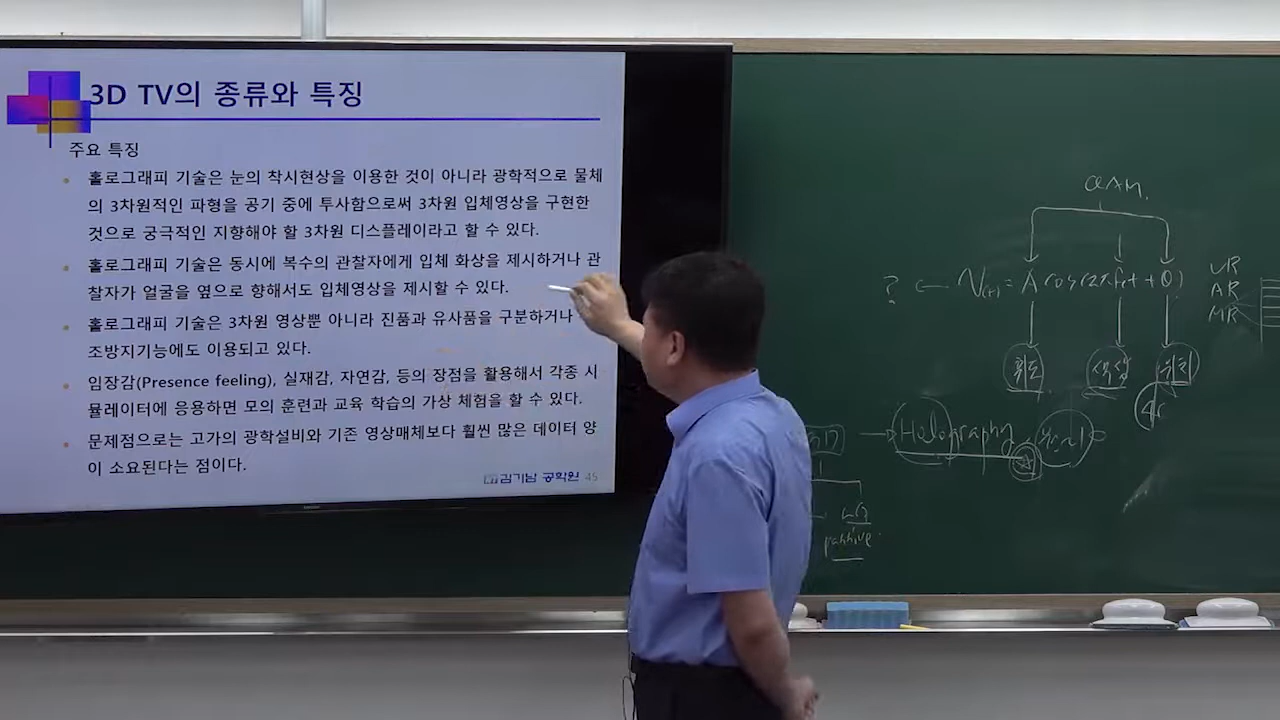 3D TV의 종류와 특징
주요 특징
홀로그래피 기술은 눈의 착시현상을 이용한 것이 아니라 광학적으로 물체
의 3차원적인 파형을 공기 중에 투사함으로써 3차원 입체영상을 구현한
것으로 궁극적인 지향해야 할 3차원 디스플레이라고 할 수 있다.
홀로그래피 기술은 동시에 복수의 관찰자에게 입체 화상을 제시하거나 관
찰자가 얼굴을 옆으로 향해서도 입체영상을 제시할 수 있다.
홀로그래피 기술은 3차원 영상뿐 아니라 진품과 유사품을 구분하거나
조방지기능에도 이용되고 있다.
임장감(Presence feeling), 실재감, 자연감, 등의 장점을 활용해서 각종 시
뮬레이터에 응용하면 모의 훈련과 교육 학습의 가상 체험을 할 수 있다.
문제점으로는 고가의 광학설비와 기존 영상매체보다 훨씬 많은 데이터 양
이 소요된다는 점이다.
김기남 공학원 45
QAM
? ← V(t) = A cos(2πfct + θ)
VR
AR
MR
휘도 색상 위치
Holography
passive